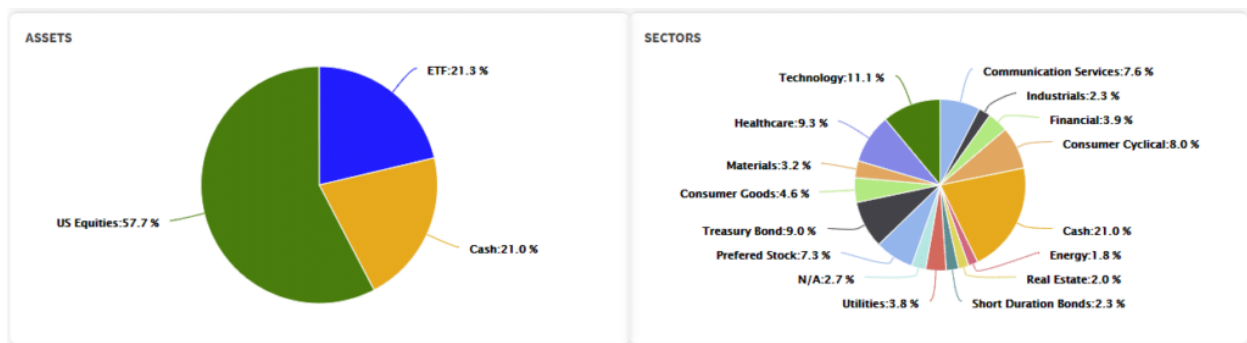 ASSETS
ETF:21.3 %
US Equities:57.7 %
Cash:21.0 %
SECTORS
Technology:11.1 %
Communication Services:7.6 %
Industrials:2.3 %
Healthcare:9.3 %
Financial:3.9 %
Consumer Cyclical:8.0 %
Materials:3.2 %
Consumer Goods:4.6 %
Treasury Bond:9.0 %
Cash:21.0 %
Prefered Stock:7.3 %
Energy:1.8 %
N/A:2.7 %
Real Estate:2.0 %
Utilities:3.8 %
Short Duration Bonds:2.3 %